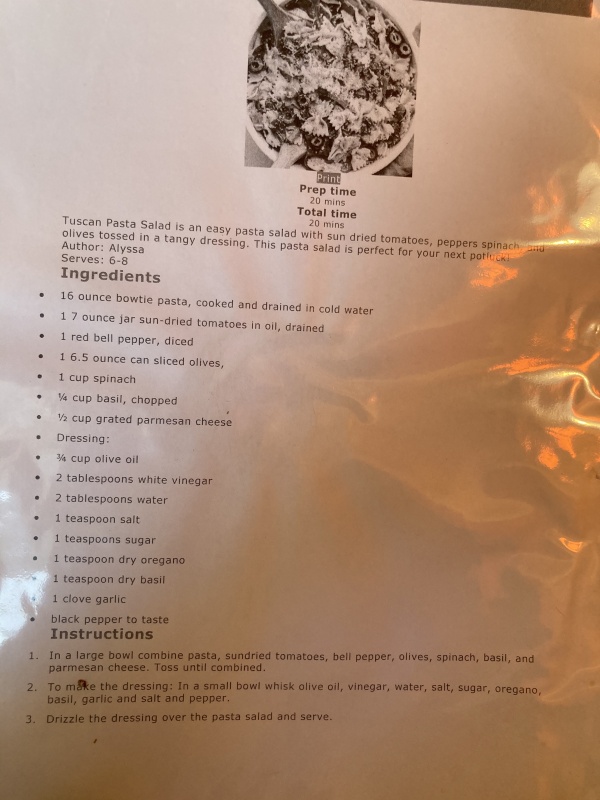 Print
Prep time
20 mins
Total time
20 mins
Tuscan Pasta Salad is an easy pasta salad with sun dried tomatoes, peppers spinach and
olives tossed in a tangy dressing. This pasta salad is perfect for your next potluck!
Author: Alyssa
Serves: 6-8
Ingredients
• 16 ounce bowtie pasta, cooked and drained in cold water
• 1 7 ounce jar sun-dried tomatoes in oil, drained
• 1 red bell pepper, diced
• 1 6.5 ounce can sliced olives,
• 1 cup spinach
• ¼ cup basil, chopped
• ½ cup grated parmesan cheese
• Dressing:
• ¾ cup olive oil
• 2 tablespoons white vinegar
• 2 tablespoons water
• 1 teaspoon salt
• 1 teaspoons sugar
• 1 teaspoon dry oregano
• 1 teaspoon dry basil
• 1 clove garlic
• black pepper to taste
Instructions
1. In a large bowl combine pasta, sundried tomatoes, bell pepper, olives, spinach, basil, and
parmesan cheese. Toss until combined.
2. To make the dressing: In a small bowl whisk olive oil, vinegar, water, salt, sugar, oregano,
basil, garlic and salt and pepper.
3. Drizzle the dressing over the pasta salad and serve.